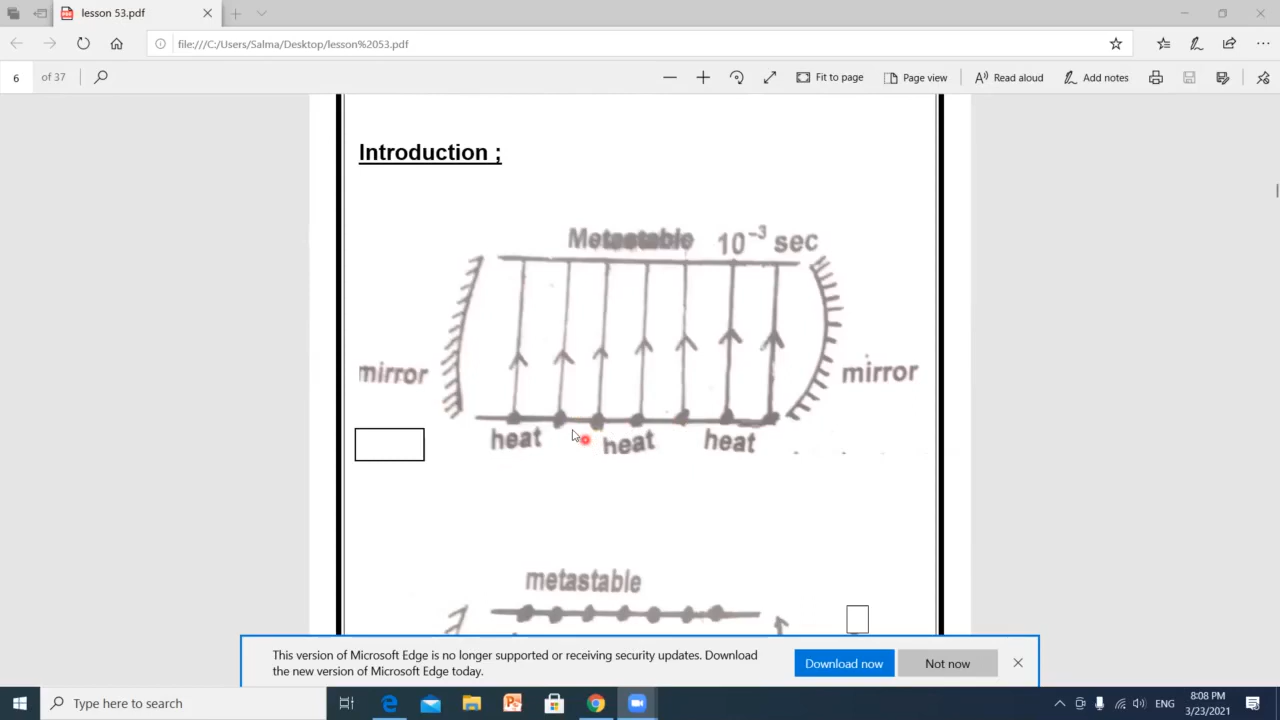 lesson 53.pdf
file:///C:/Users/Salma/Desktop/lesson%2053.pdf
6 of 37
Fit to page
Page view
Read aloud
Add notes
Introduction ;
Metastable 10⁻³ sec
mirror
mirror
heat heat heat
metastable
This version of Microsoft Edge is no longer supported or receiving security updates. Download
the new version of Microsoft Edge today.
Download now
Not now
Type here to search
ENG
8:08 PM
3/23/2021